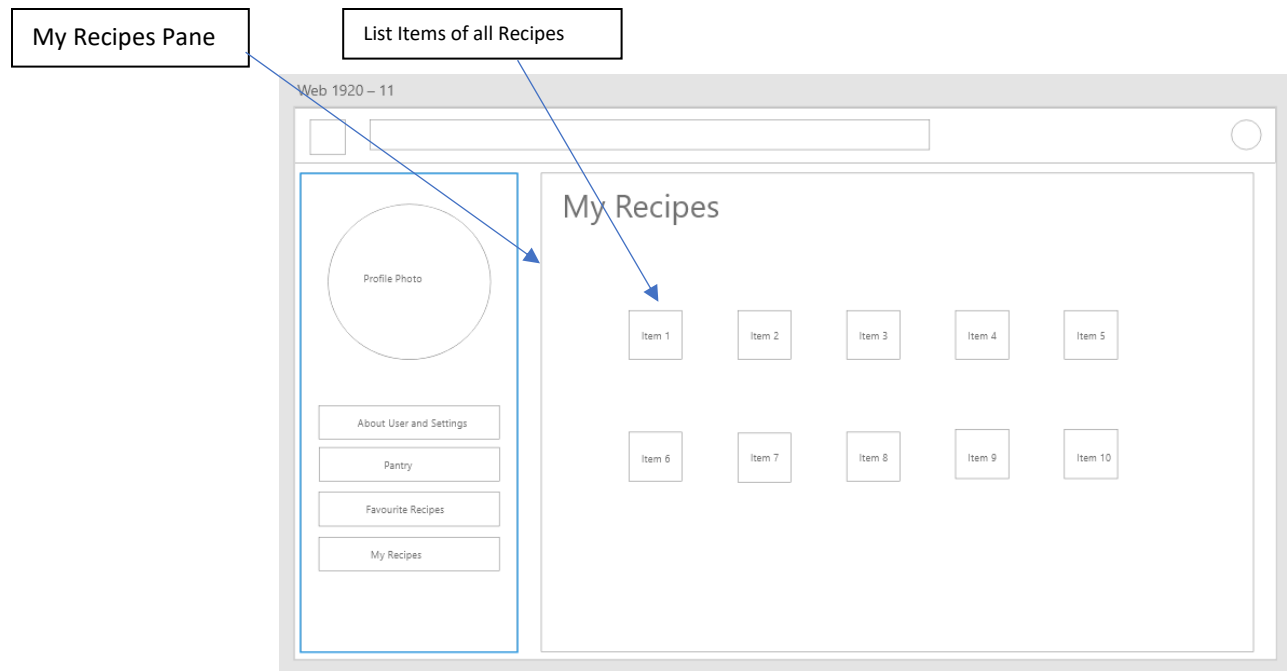 My Recipes Pane
List Items of all Recipes
Web 1920 – 11
My Recipes
Profile Photo
Item 1
Item 2
Item 3
Item 4
Item 5
About User and Settings
Pantry
Favourite Recipes
My Recipes
Item 6
Item 7
Item 8
Item 9
Item 10